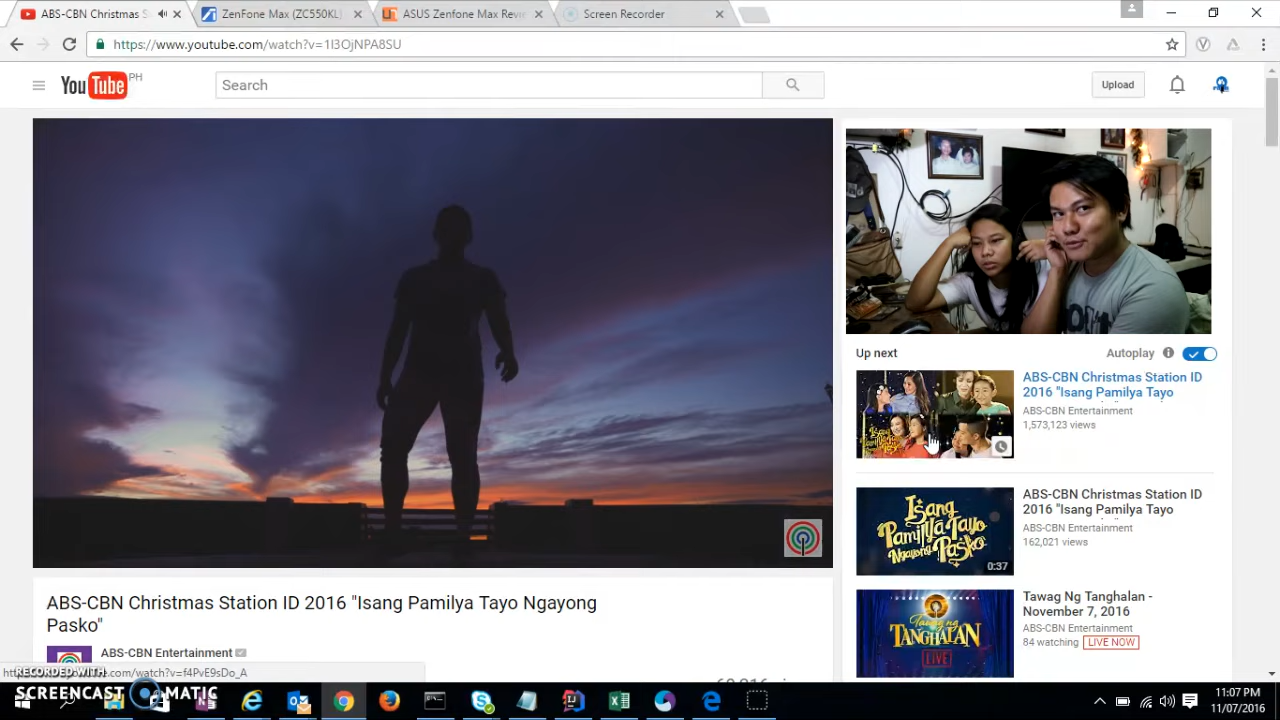 ABS-CBN Christmas S
ZenFone Max (ZC550KL)
ASUS Zenfone Max Revi
Screen Recorder
https://www.youtube.com/watch?v=1I3OjNPA8SU
YouTube PH
Search
Upload
Up next
Autoplay
ABS-CBN Christmas Station ID
2016 "Isang Pamilya Tayo
ABS-CBN Entertainment
1,573,123 views
Isang
Pamilya Tayo
Ngayong Pasko
0:37
ABS-CBN Christmas Station ID
2016 "Isang Pamilya Tayo
ABS-CBN Entertainment
162,021 views
Tawag ng
TANGHALAN
LIVE
Tawag Ng Tanghalan -
November 7, 2016
ABS-CBN Entertainment
84 watching LIVE NOW
ABS-CBN Christmas Station ID 2016 "Isang Pamilya Tayo Ngayong
Pasko"
ABS-CBN Entertainment
.com/watch?v=f4PvE9sD
RECORDED WITH
SCREENCAST MATIC
11:07 PM
11/07/2016